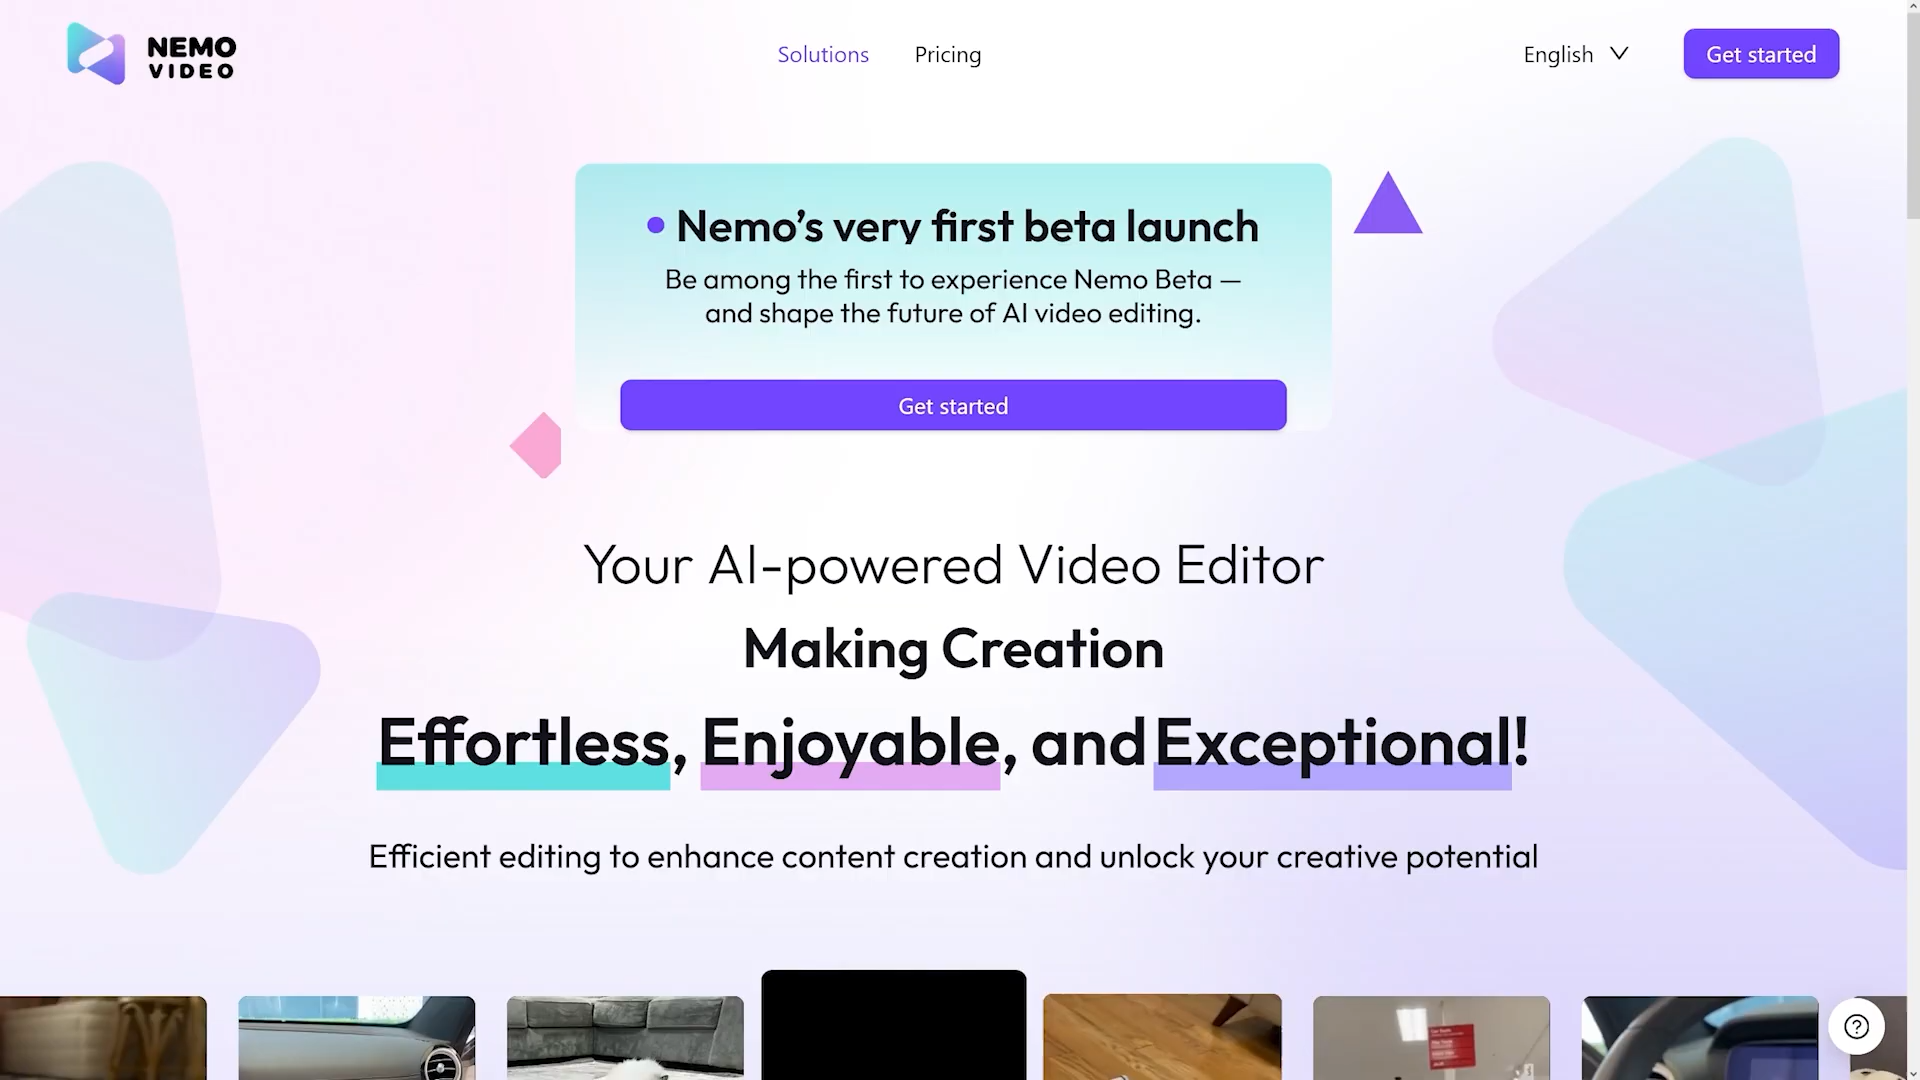 NEMO
VIDEO
Solutions
Pricing
English
Get started
Nemo’s very first beta launch
Be among the first to experience Nemo Beta —
and shape the future of AI video editing.
Get started
Your AI-powered Video Editor
Making Creation
Effortless, Enjoyable, and Exceptional!
Efficient editing to enhance content creation and unlock your creative potential